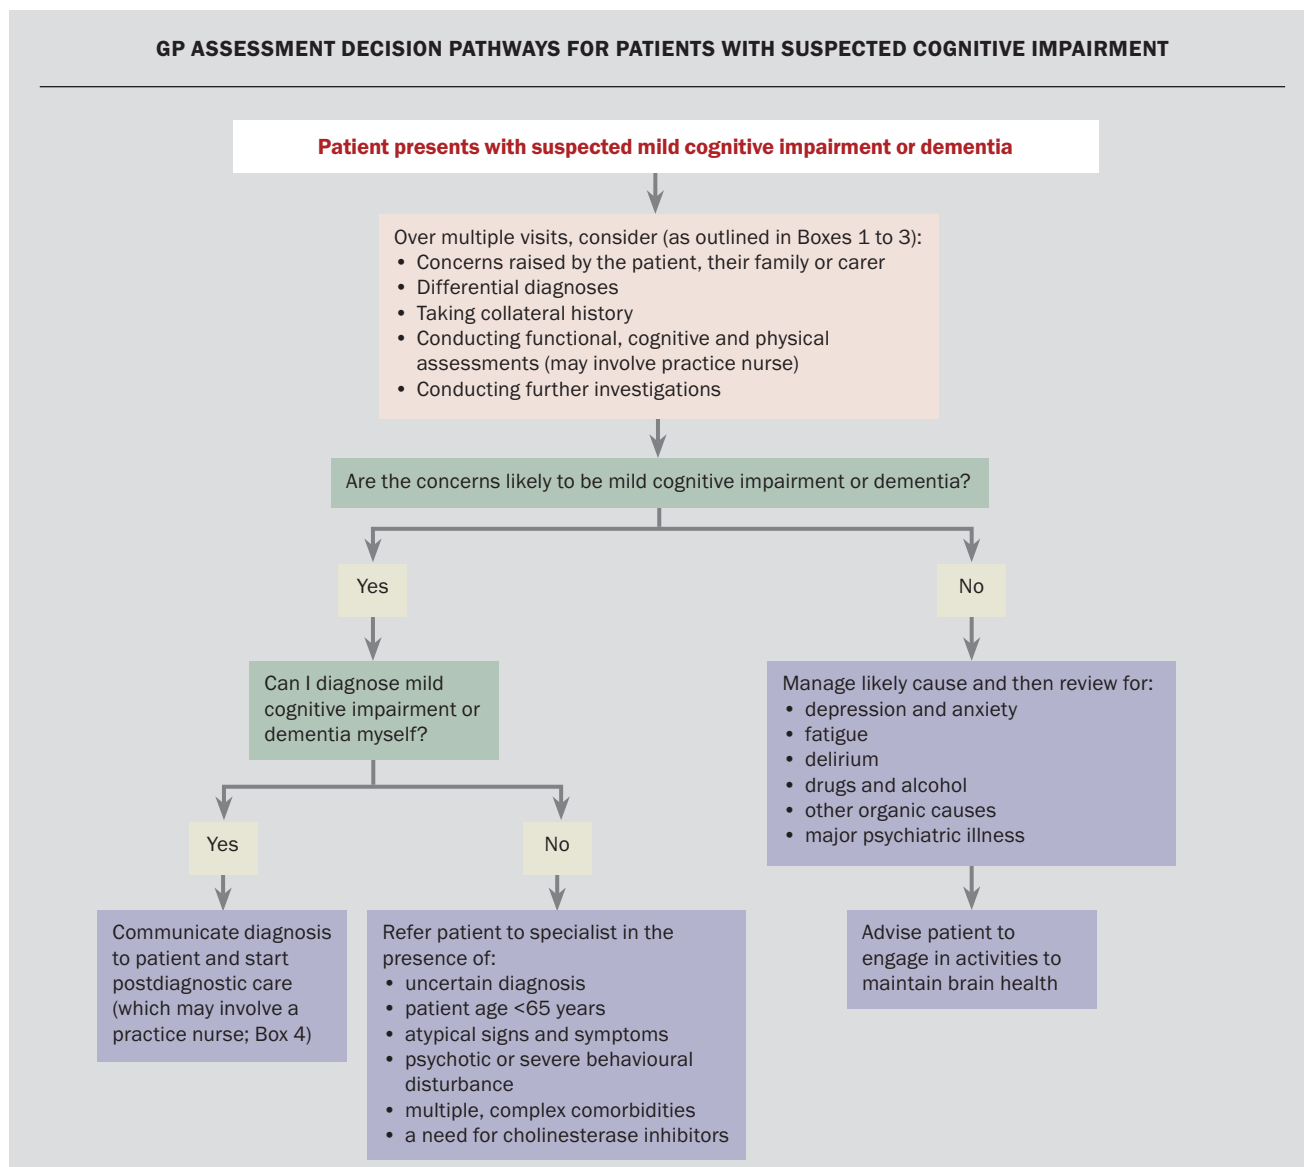 GP ASSESSMENT DECISION PATHWAYS FOR PATIENTS WITH SUSPECTED COGNITIVE IMPAIRMENT
Patient presents with suspected mild cognitive impairment or dementia
Over multiple visits, consider (as outlined in Boxes 1 to 3):
• Concerns raised by the patient, their family or carer
• Differential diagnoses
• Taking collateral history
• Conducting functional, cognitive and physical
assessments (may involve practice nurse)
• Conducting further investigations
Are the concerns likely to be mild cognitive impairment or dementia?
Yes
No
Can I diagnose mild
cognitive impairment or
dementia myself?
Manage likely cause and then review for:
• depression and anxiety
• fatigue
• delirium
• drugs and alcohol
• other organic causes
• major psychiatric illness
Yes
No
Communicate diagnosis
to patient and start
postdiagnostic care
(which may involve a
practice nurse; Box 4)
Refer patient to specialist in the
presence of:
• uncertain diagnosis
• patient age <65 years
• atypical signs and symptoms
• psychotic or severe behavioural
disturbance
• multiple, complex comorbidities
• a need for cholinesterase inhibitors
Advise patient to
engage in activities to
maintain brain health